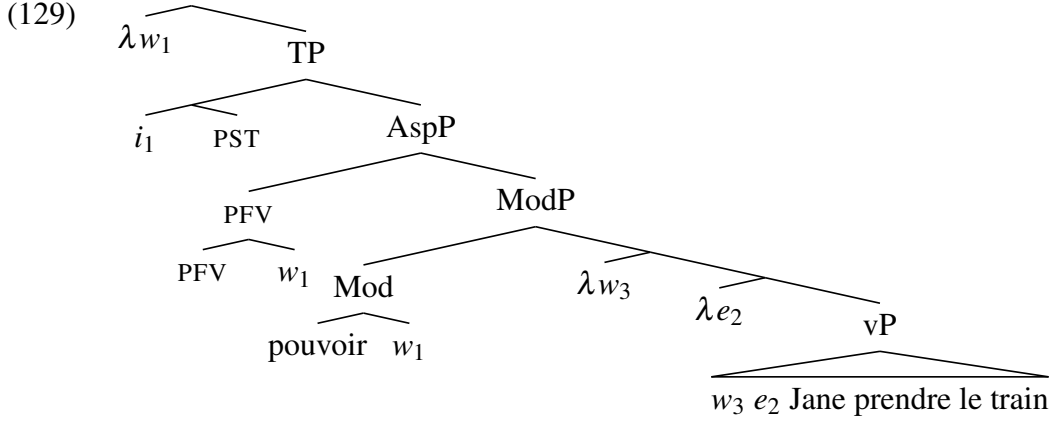 (129)
λw₁
TP
i₁ PST AspP
PFV ModP
PFV w₁ Mod λw₃
λe₂ vP
pouvoir w₁
w₃ e₂ Jane prendre le train